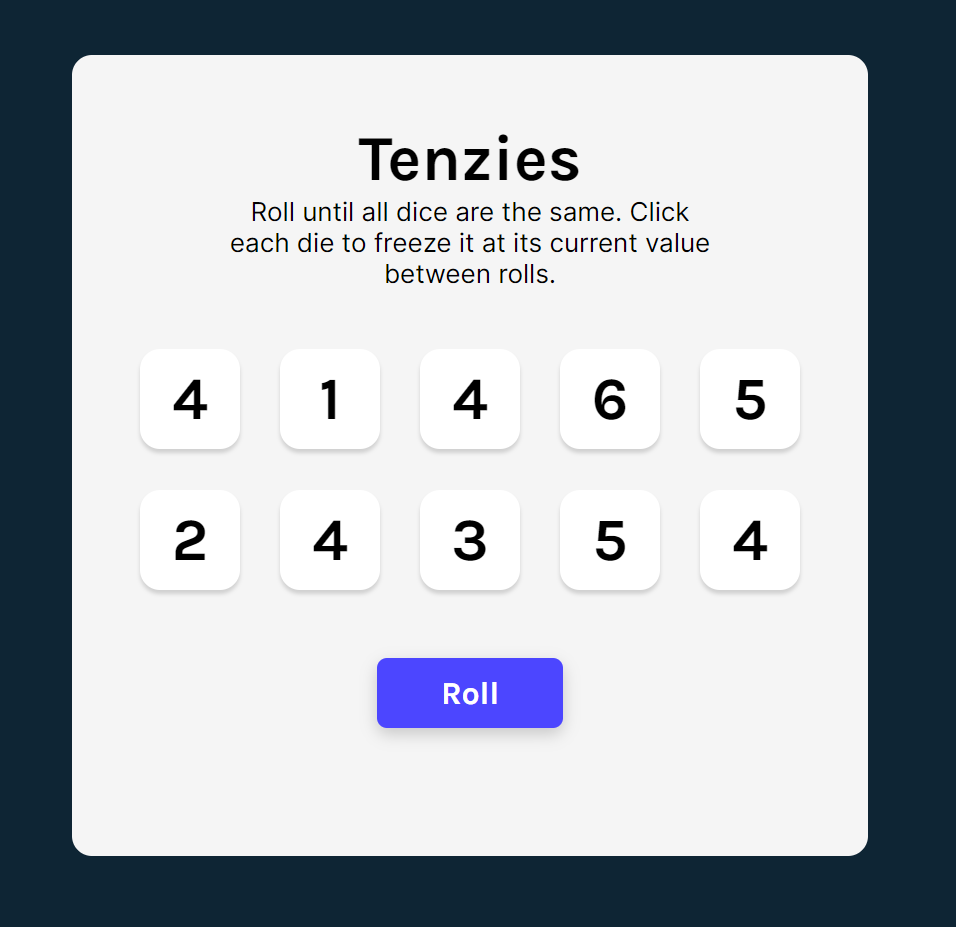 Tenzies
Roll until all dice are the same. Click
each die to freeze it at its current value
between rolls.
4 1 4 6 5
2 4 3 5 4
Roll